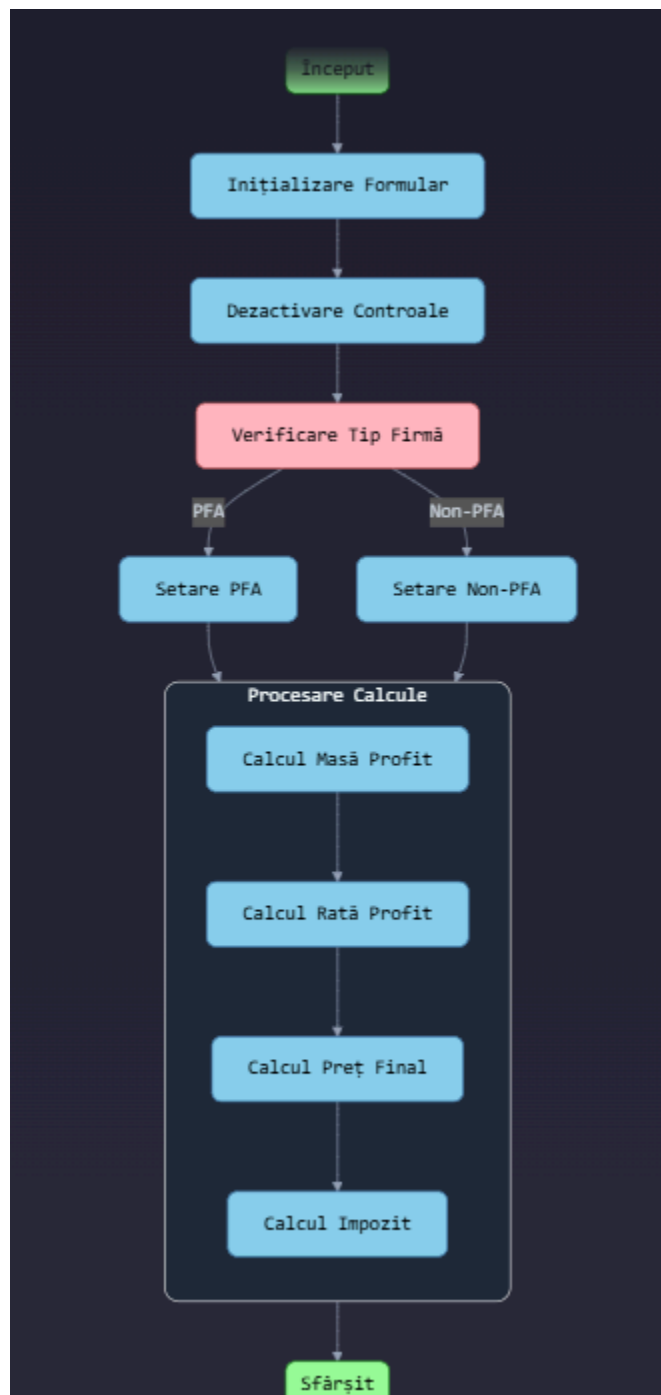 Început
Inițializare Formular
Dezactivare Controale
Verificare Tip Firmă
PFA
Non-PFA
Setare PFA
Setare Non-PFA
Procesare Calcule
Calcul Masă Profit
Calcul Rată Profit
Calcul Preț Final
Calcul Impozit
Sfârșit